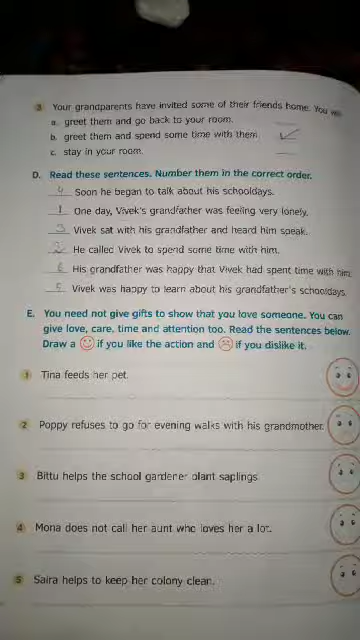 3 Your grandparents have invited some of their friends home. You will
a. greet them and go back to your room.
b. greet them and spend some time with them. ✓
c. stay in your room.
D. Read these sentences. Number them in the correct order.
4 Soon he began to talk about his schooldays.
1 One day, Vivek's grandfather was feeling very lonely.
3 Vivek sat with his grandfather and heard him speak.
2 He called Vivek to spend some time with him.
6 His grandfather was happy that Vivek had spent time with him.
5 Vivek was happy to learn about his grandfather's schooldays.
E. You need not give gifts to show that you love someone. You can
give love, care, time and attention too. Read the sentences below.
Draw a ☺ if you like the action and ☹ if you dislike it.
1 Tina feeds her pet.
2 Poppy refuses to go for evening walks with his grandmother.
3 Bittu helps the school gardener plant saplings.
4 Mona does not call her aunt who loves her a lot.
5 Saira helps to keep her colony clean.